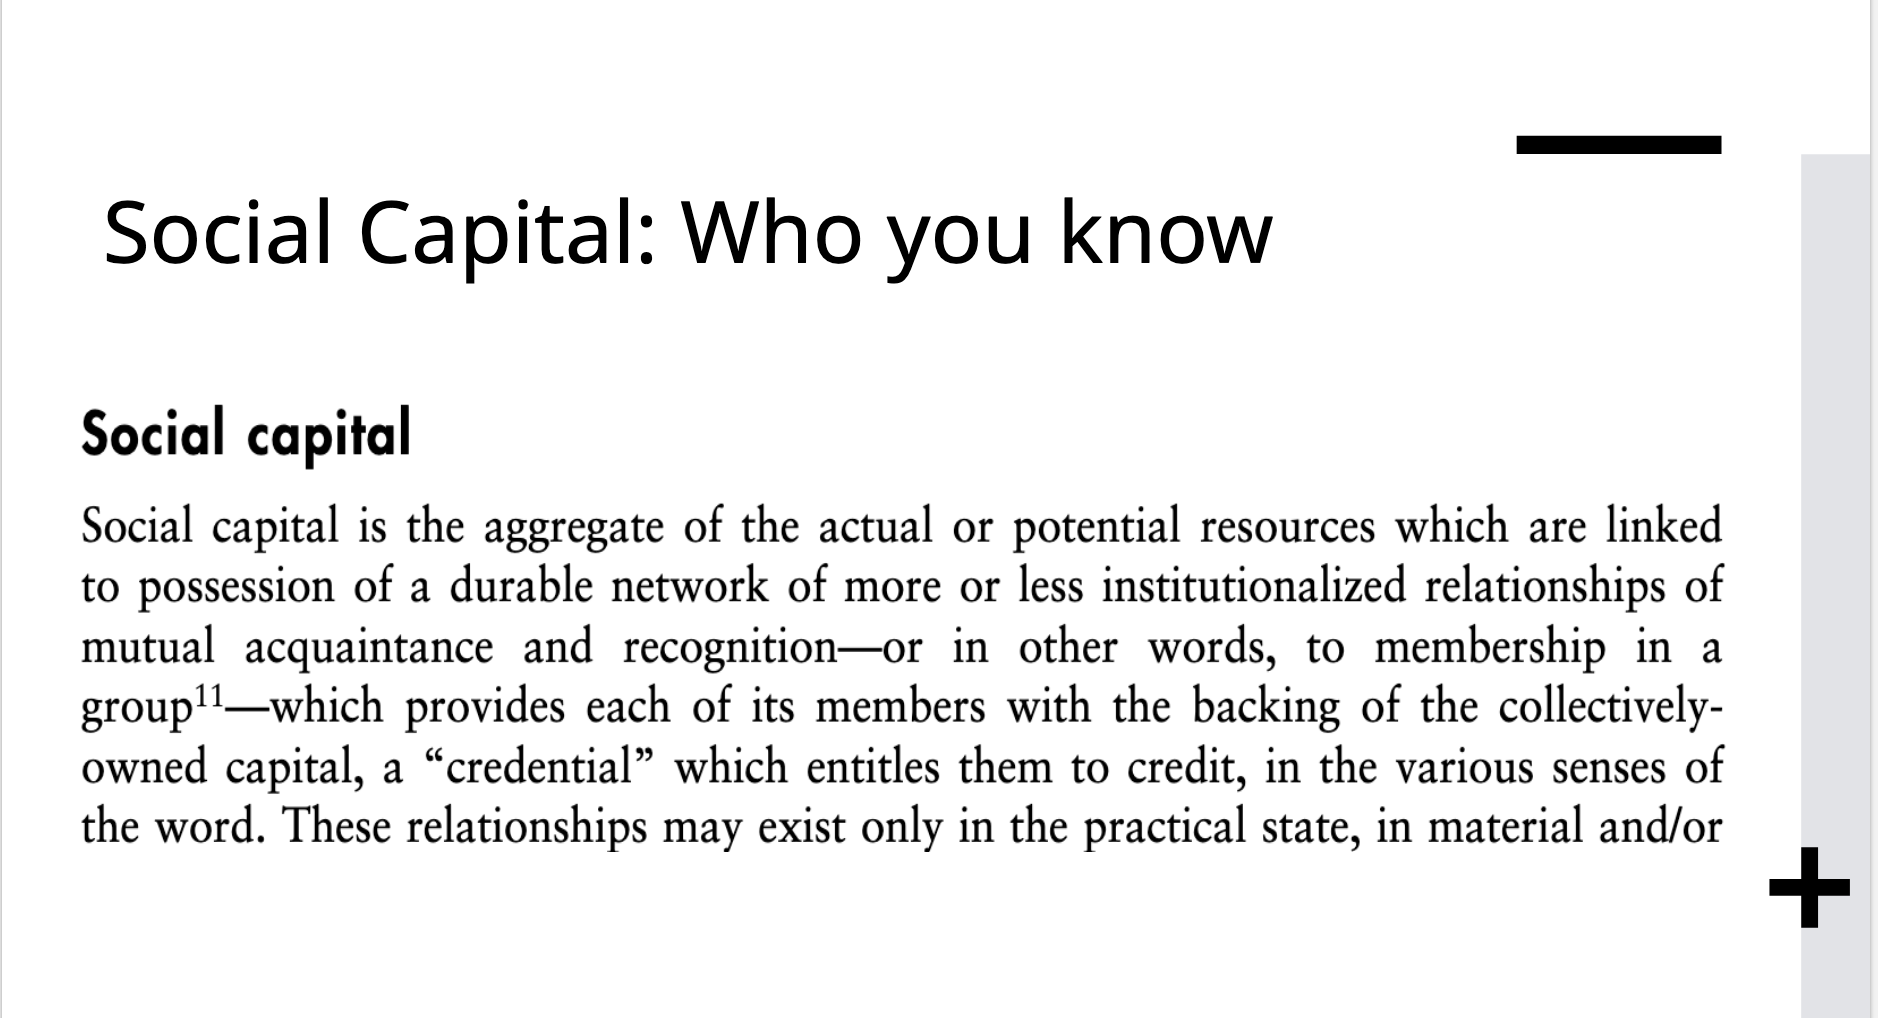 Social Capital: Who you know
Social capital
Social capital is the aggregate of the actual or potential resources which are linked
to possession of a durable network of more or less institutionalized relationships of
mutual acquaintance and recognition—or in other words, to membership in a
group¹¹—which provides each of its members with the backing of the collectively-
owned capital, a “credential” which entitles them to credit, in the various senses of
the word. These relationships may exist only in the practical state, in material and/or